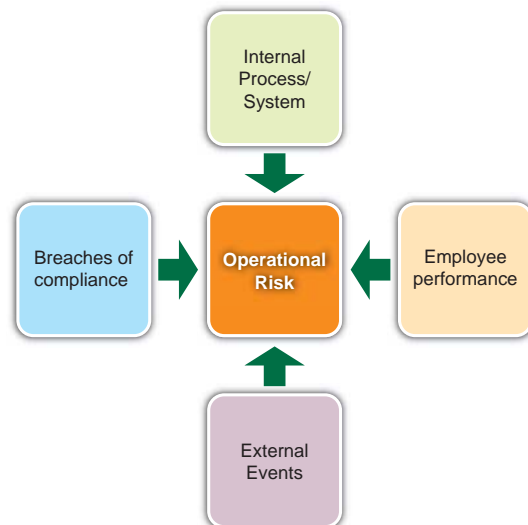 Internal
Process/
System
Breaches of
compliance
Operational
Risk
Employee
performance
External
Events